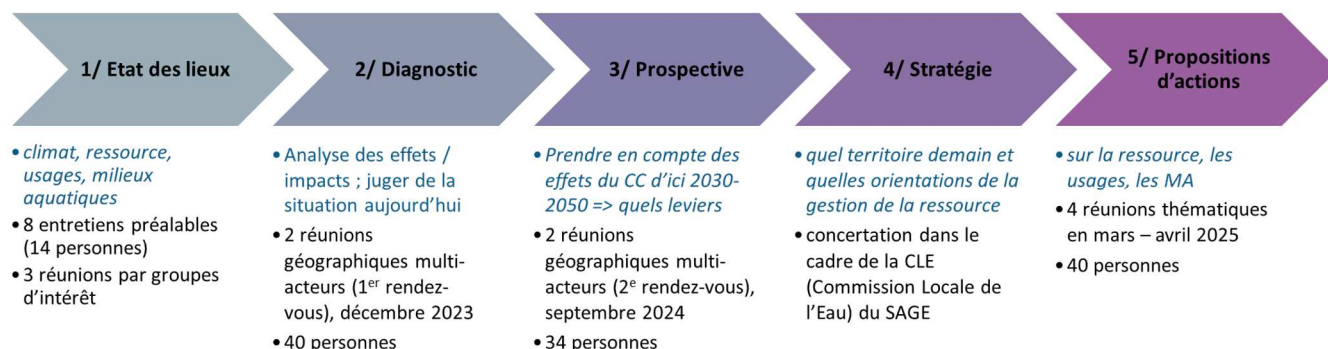 1/ Etat des lieux
• climat, ressource,
usages, milieux
aquatiques
• 8 entretiens préalables
(14 personnes)
• 3 réunions par groupes
d’intérêt
2/ Diagnostic
• Analyse des effets /
impacts ; juger de la
situation aujourd’hui
• 2 réunions
géographiques multi-
acteurs (1er rendez-
vous), décembre 2023
• 40 personnes
3/ Prospective
• Prendre en compte des
effets du CC d’ici 2030-
2050 => quels leviers
• 2 réunions
géographiques multi-
acteurs (2e rendez-vous),
septembre 2024
• 34 personnes
4/ Stratégie
• quel territoire demain et
quelles orientations de la
gestion de la ressource
• concertation dans le
cadre de la CLE
(Commission Locale de
l’Eau) du SAGE
5/ Propositions
d’actions
• sur la ressource, les
usages, les MA
• 4 réunions thématiques
en mars – avril 2025
• 40 personnes